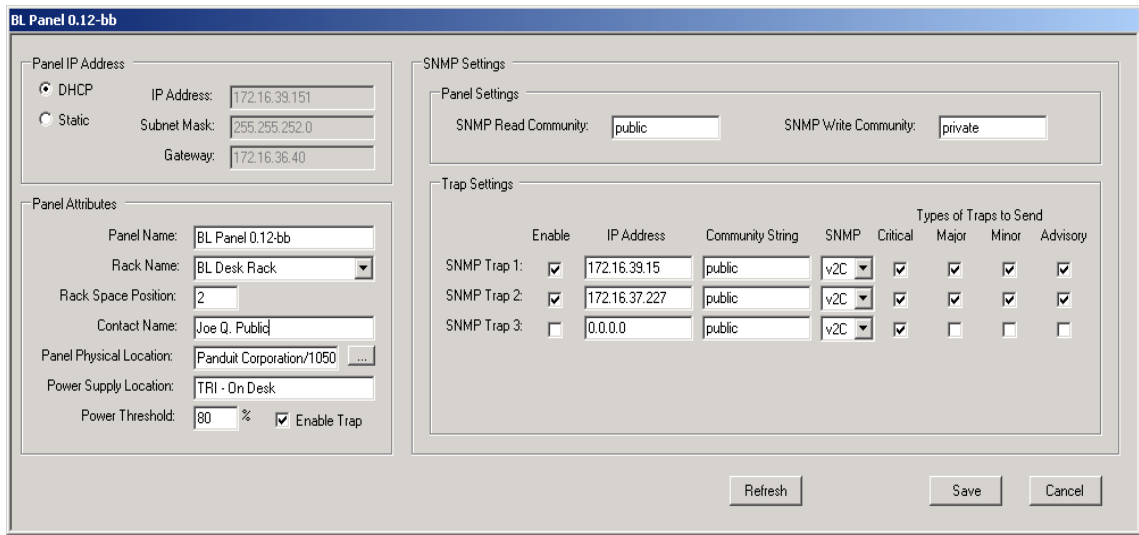 BL Panel 0.12-bb
Panel IP Address
DHCP
Static
IP Address: 172.16.39.151
Subnet Mask: 255.255.252.0
Gateway: 172.16.36.40
Panel Attributes
Panel Name: BL Panel 0.12-bb
Rack Name: BL Desk Rack
Rack Space Position: 2
Contact Name: Joe Q. Public
Panel Physical Location: Panduit Corporation/1050 ...
Power Supply Location: TRI - On Desk
Power Threshold: 80 % Enable Trap
SNMP Settings
Panel Settings
SNMP Read Community: public SNMP Write Community: private
Trap Settings
Types of Traps to Send
Enable IP Address Community String SNMP Critical Major Minor Advisory
SNMP Trap 1: 172.16.39.15 public v2C
SNMP Trap 2: 172.16.37.227 public v2C
SNMP Trap 3: 0.0.0.0 public v2C
Refresh Save Cancel